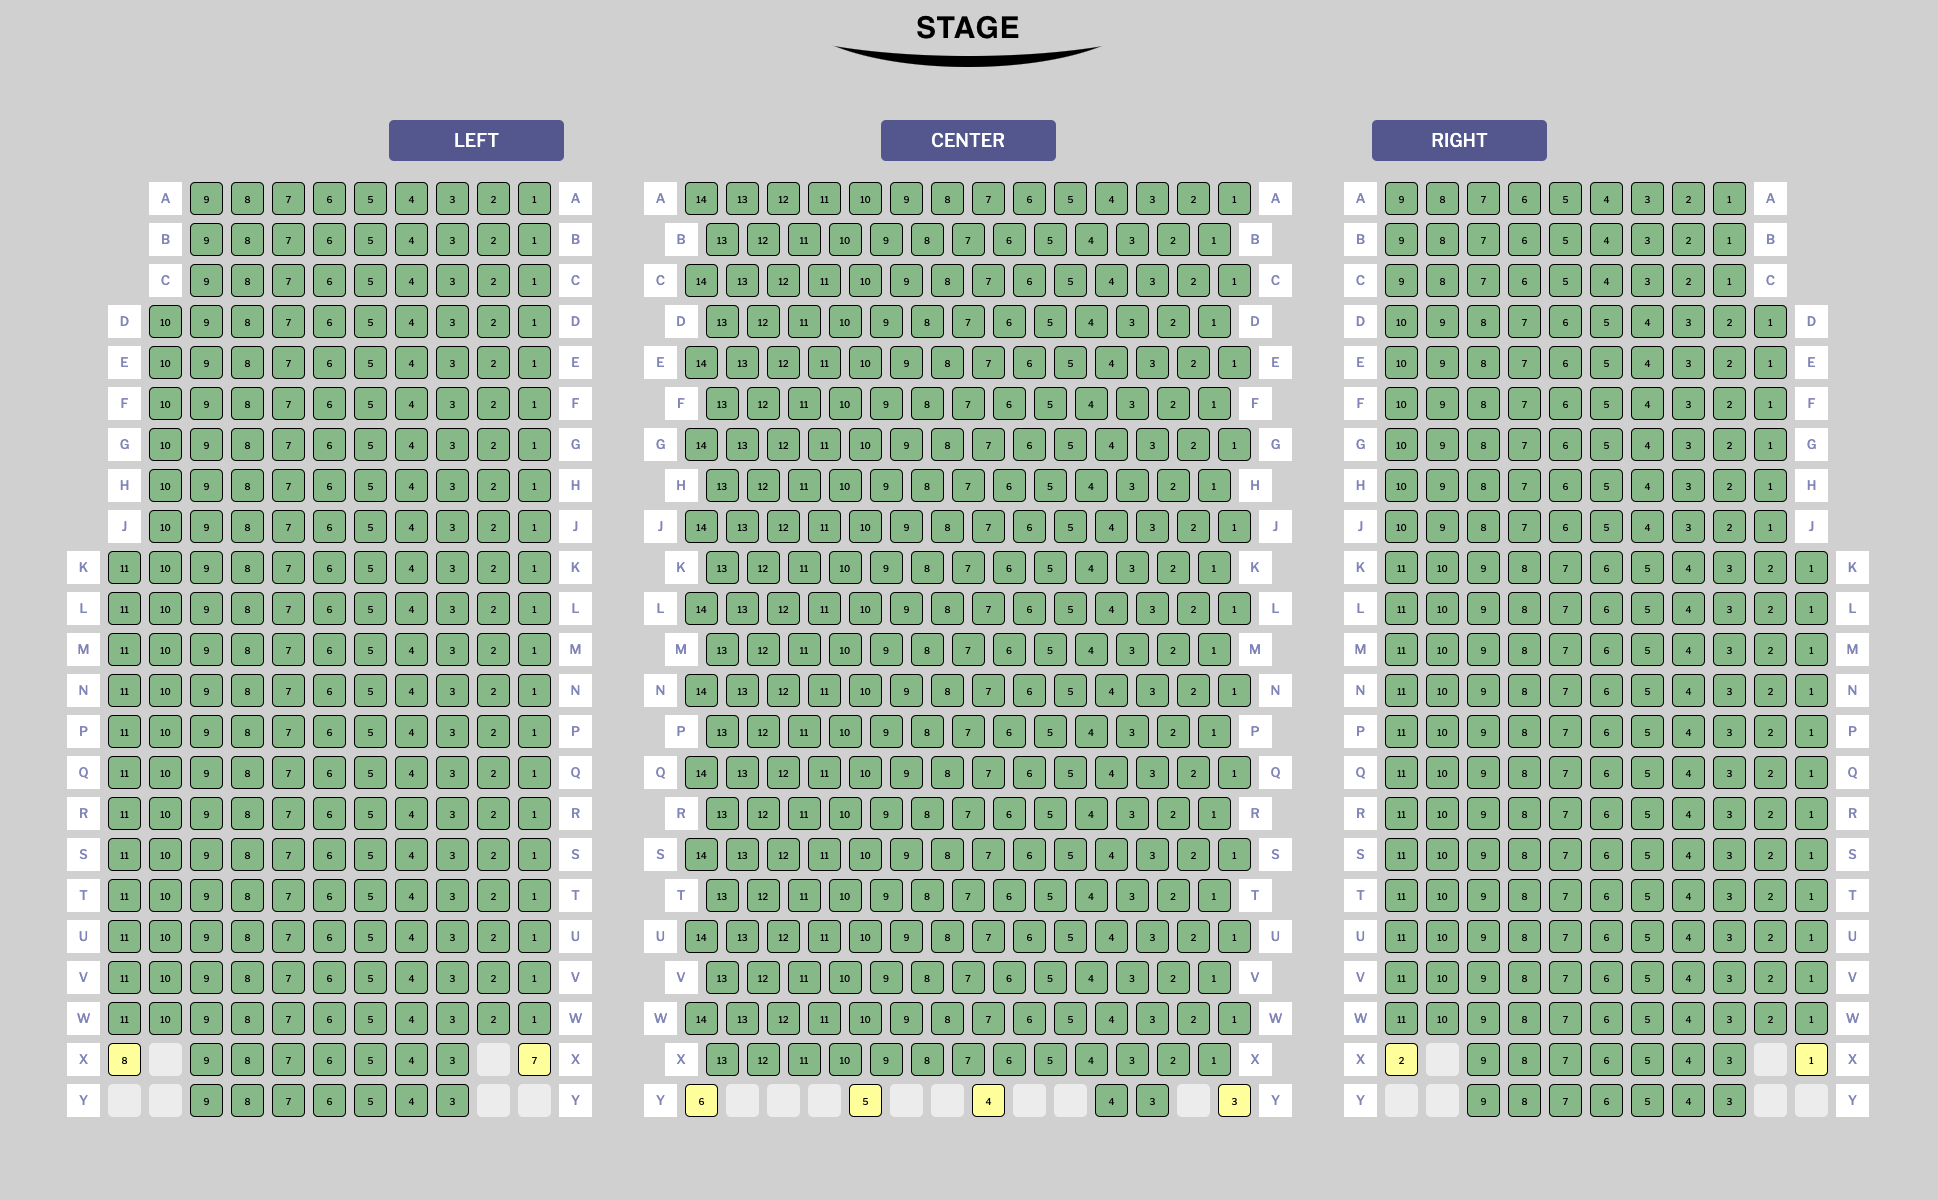 STAGE
LEFT CENTER RIGHT
A 9 8 7 6 5 4 3 2 1 A A 14 13 12 11 10 9 8 7 6 5 4 3 2 1 A A 9 8 7 6 5 4 3 2 1 A
B 9 8 7 6 5 4 3 2 1 B B 13 12 11 10 9 8 7 6 5 4 3 2 1 B B 9 8 7 6 5 4 3 2 1 B
C 9 8 7 6 5 4 3 2 1 C C 14 13 12 11 10 9 8 7 6 5 4 3 2 1 C C 9 8 7 6 5 4 3 2 1 C
D 10 9 8 7 6 5 4 3 2 1 D D 13 12 11 10 9 8 7 6 5 4 3 2 1 D D 10 9 8 7 6 5 4 3 2 1 D
E 10 9 8 7 6 5 4 3 2 1 E E 14 13 12 11 10 9 8 7 6 5 4 3 2 1 E E 10 9 8 7 6 5 4 3 2 1 E
F 10 9 8 7 6 5 4 3 2 1 F F 13 12 11 10 9 8 7 6 5 4 3 2 1 F F 10 9 8 7 6 5 4 3 2 1 F
G 10 9 8 7 6 5 4 3 2 1 G G 14 13 12 11 10 9 8 7 6 5 4 3 2 1 G G 10 9 8 7 6 5 4 3 2 1 G
H 10 9 8 7 6 5 4 3 2 1 H H 13 12 11 10 9 8 7 6 5 4 3 2 1 H H 10 9 8 7 6 5 4 3 2 1 H
J 10 9 8 7 6 5 4 3 2 1 J J 14 13 12 11 10 9 8 7 6 5 4 3 2 1 J J 10 9 8 7 6 5 4 3 2 1 J
K 11 10 9 8 7 6 5 4 3 2 1 K K 13 12 11 10 9 8 7 6 5 4 3 2 1 K K 11 10 9 8 7 6 5 4 3 2 1 K
L 11 10 9 8 7 6 5 4 3 2 1 L L 14 13 12 11 10 9 8 7 6 5 4 3 2 1 L L 11 10 9 8 7 6 5 4 3 2 1 L
M 11 10 9 8 7 6 5 4 3 2 1 M M 13 12 11 10 9 8 7 6 5 4 3 2 1 M M 11 10 9 8 7 6 5 4 3 2 1 M
N 11 10 9 8 7 6 5 4 3 2 1 N N 14 13 12 11 10 9 8 7 6 5 4 3 2 1 N N 11 10 9 8 7 6 5 4 3 2 1 N
P 11 10 9 8 7 6 5 4 3 2 1 P P 13 12 11 10 9 8 7 6 5 4 3 2 1 P P 11 10 9 8 7 6 5 4 3 2 1 P
Q 11 10 9 8 7 6 5 4 3 2 1 Q Q 14 13 12 11 10 9 8 7 6 5 4 3 2 1 Q Q 11 10 9 8 7 6 5 4 3 2 1 Q
R 11 10 9 8 7 6 5 4 3 2 1 R R 13 12 11 10 9 8 7 6 5 4 3 2 1 R R 11 10 9 8 7 6 5 4 3 2 1 R
S 11 10 9 8 7 6 5 4 3 2 1 S S 14 13 12 11 10 9 8 7 6 5 4 3 2 1 S S 11 10 9 8 7 6 5 4 3 2 1 S
T 11 10 9 8 7 6 5 4 3 2 1 T T 13 12 11 10 9 8 7 6 5 4 3 2 1 T T 11 10 9 8 7 6 5 4 3 2 1 T
U 11 10 9 8 7 6 5 4 3 2 1 U U 14 13 12 11 10 9 8 7 6 5 4 3 2 1 U U 11 10 9 8 7 6 5 4 3 2 1 U
V 11 10 9 8 7 6 5 4 3 2 1 V V 13 12 11 10 9 8 7 6 5 4 3 2 1 V V 11 10 9 8 7 6 5 4 3 2 1 V
W 11 10 9 8 7 6 5 4 3 2 1 W W 14 13 12 11 10 9 8 7 6 5 4 3 2 1 W W 11 10 9 8 7 6 5 4 3 2 1 W
X 8 9 8 7 6 5 4 3 7 X X 13 12 11 10 9 8 7 6 5 4 3 2 1 X X 2 9 8 7 6 5 4 3 1 X
Y 9 8 7 6 5 4 3 Y Y 6 5 4 4 3 3 Y Y 9 8 7 6 5 4 3 Y